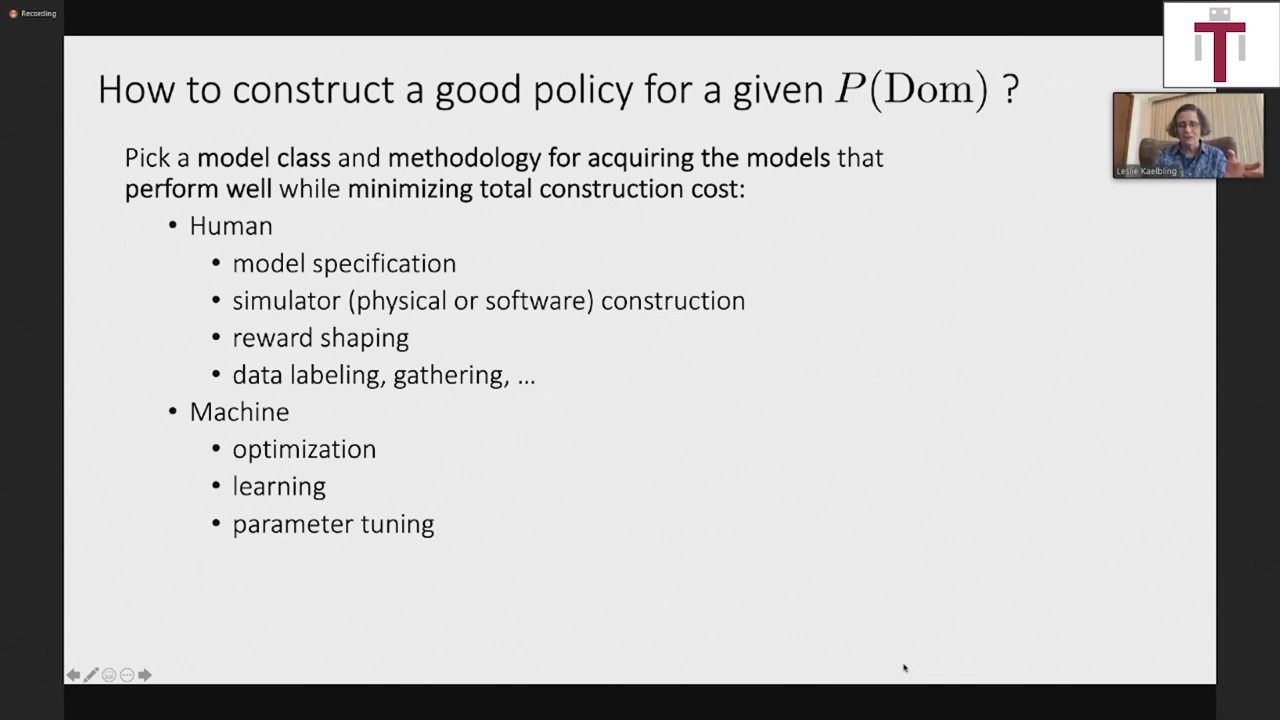 Recording
How to construct a good policy for a given P(Dom) ?
Pick a model class and methodology for acquiring the models that
perform well while minimizing total construction cost:
• Human
• model specification
• simulator (physical or software) construction
• reward shaping
• data labeling, gathering, ...
• Machine
• optimization
• learning
• parameter tuning
T
Leslie Kaelbling